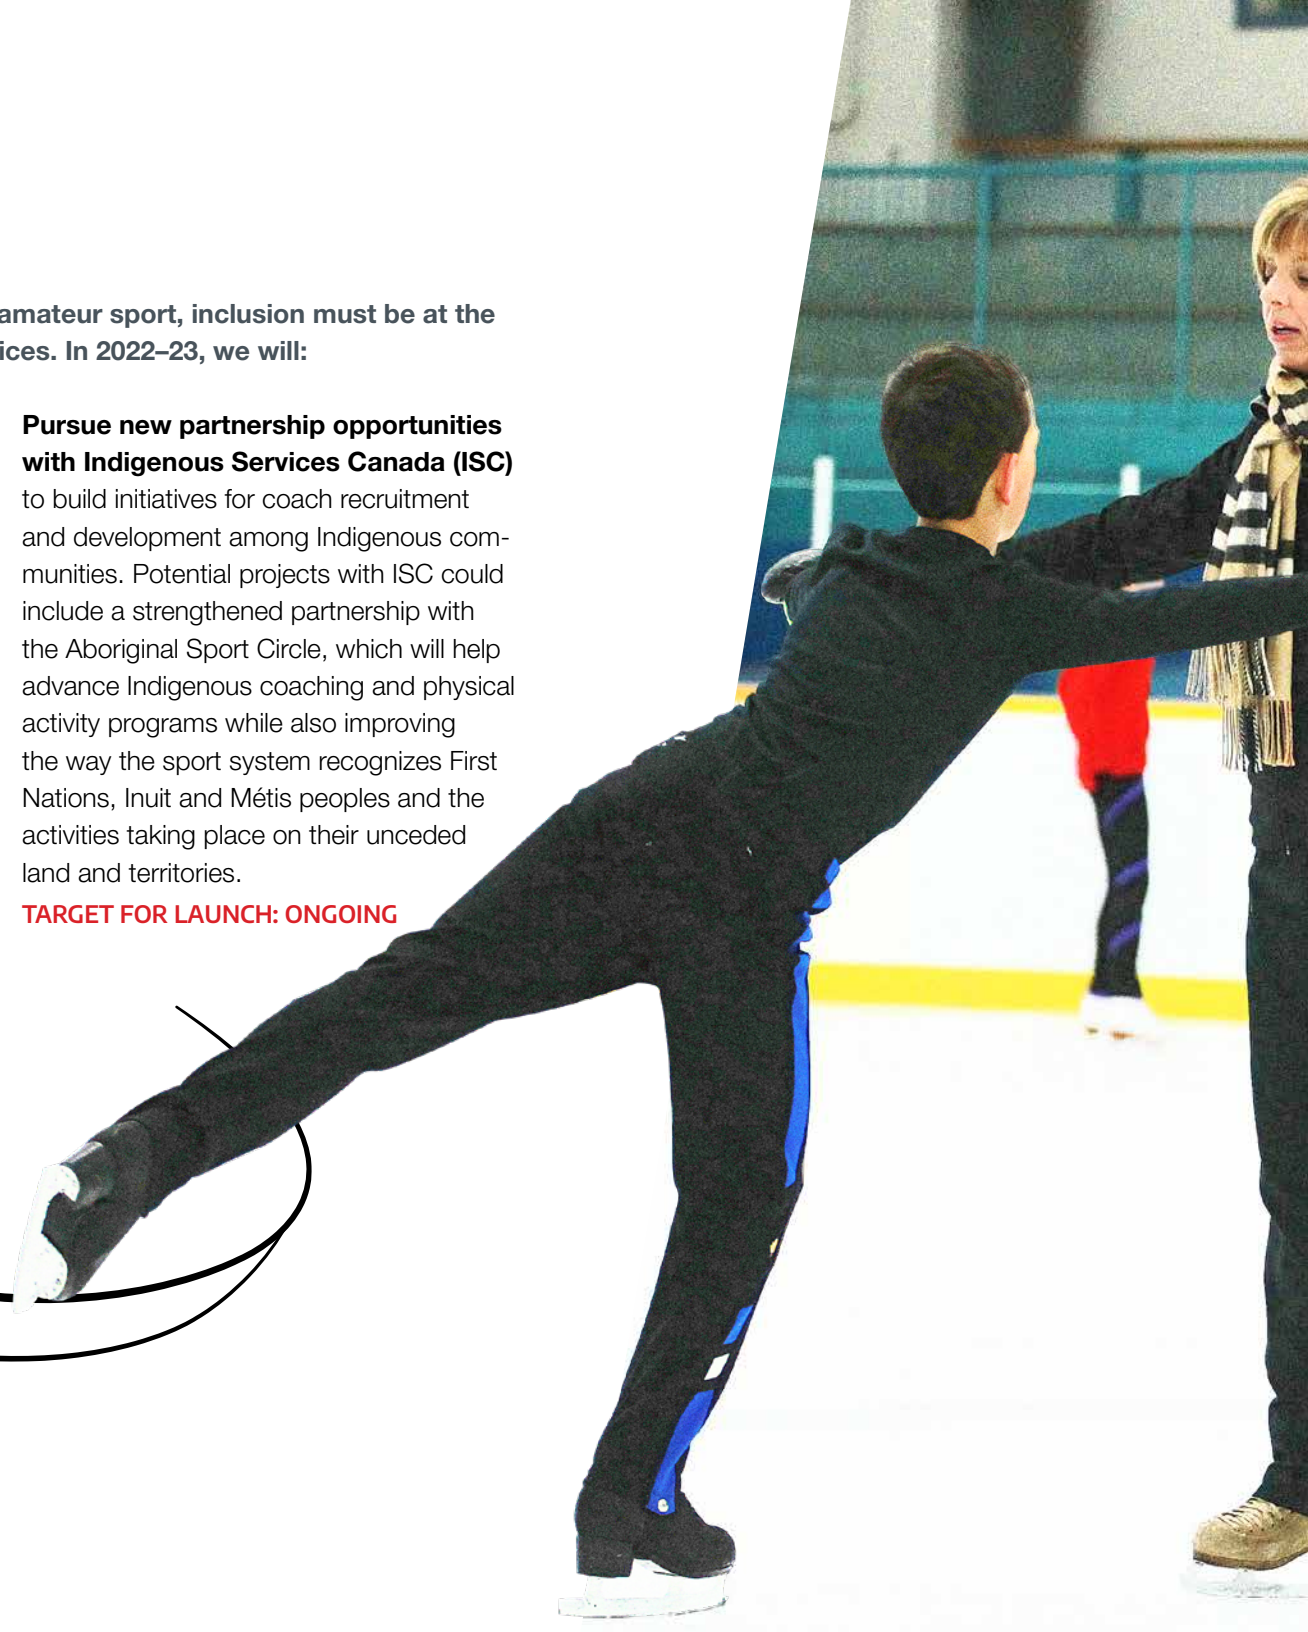 amateur sport, inclusion must be at the
ices. In 2022–23, we will:
Pursue new partnership opportunities
with Indigenous Services Canada (ISC)
to build initiatives for coach recruitment
and development among Indigenous com-
munities. Potential projects with ISC could
include a strengthened partnership with
the Aboriginal Sport Circle, which will help
advance Indigenous coaching and physical
activity programs while also improving
the way the sport system recognizes First
Nations, Inuit and Métis peoples and the
activities taking place on their unceded
land and territories.
TARGET FOR LAUNCH: ONGOING